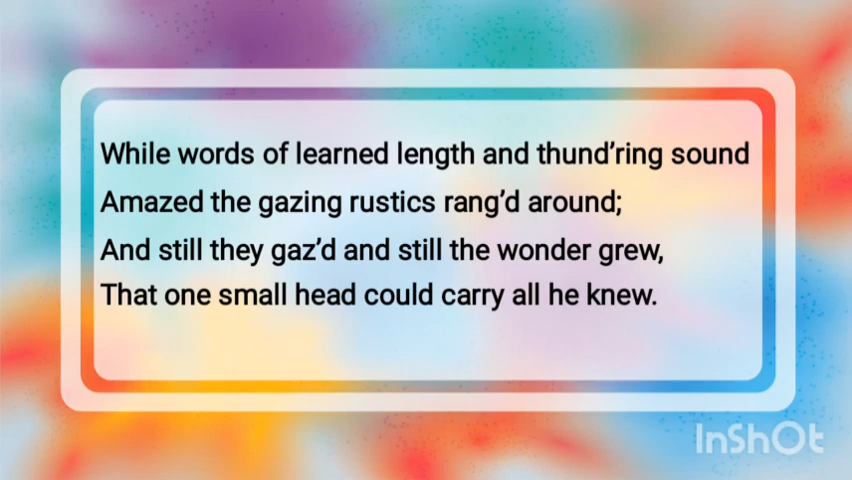 While words of learned length and thund’ring sound
Amazed the gazing rustics rang’d around;
And still they gaz’d and still the wonder grew,
That one small head could carry all he knew.
InShOt